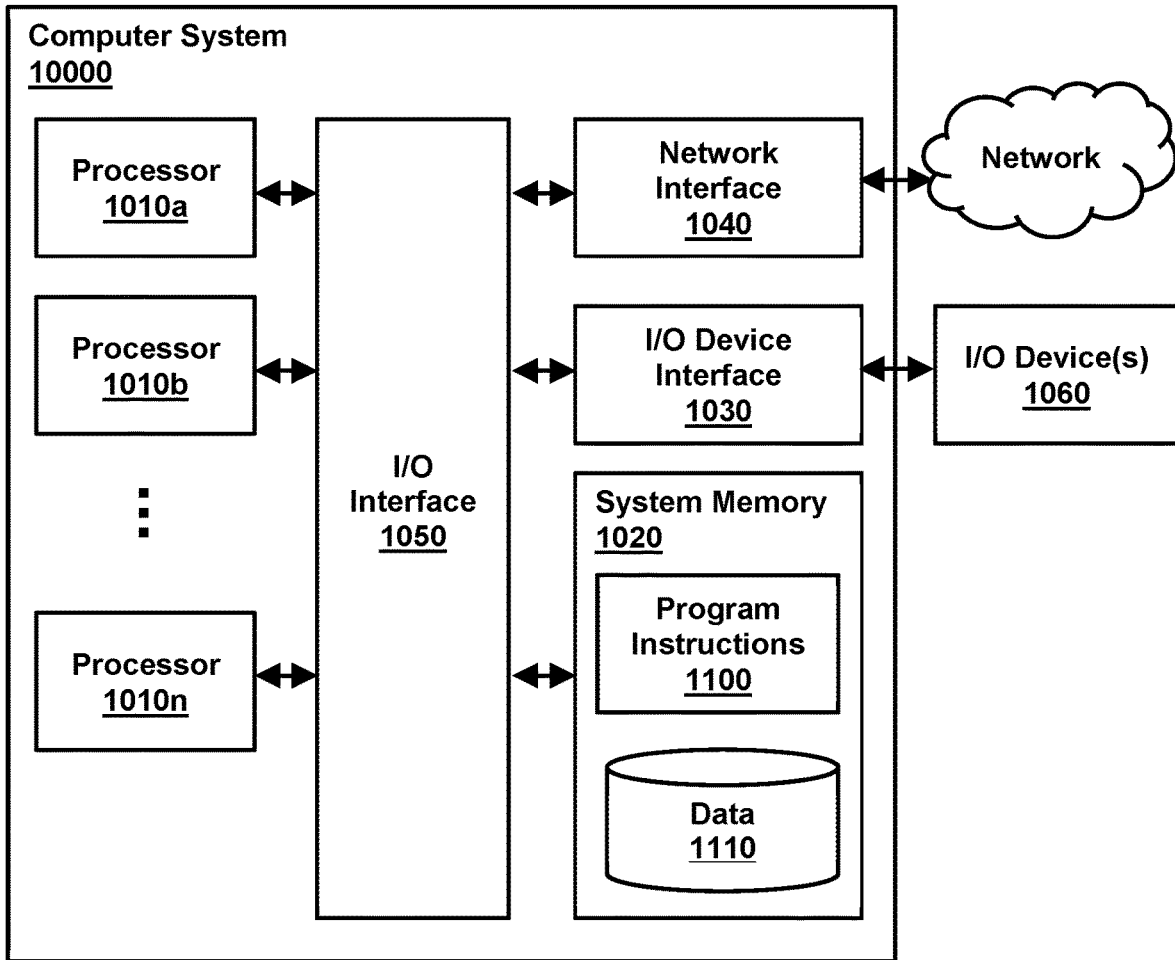 Computer System
10000
Processor
1010a
Processor
1010b
Processor
1010n
I/O
Interface
1050
Network
Interface
1040
I/O Device
Interface
1030
System Memory
1020
Program
Instructions
1100
Data
1110
Network
I/O Device(s)
1060